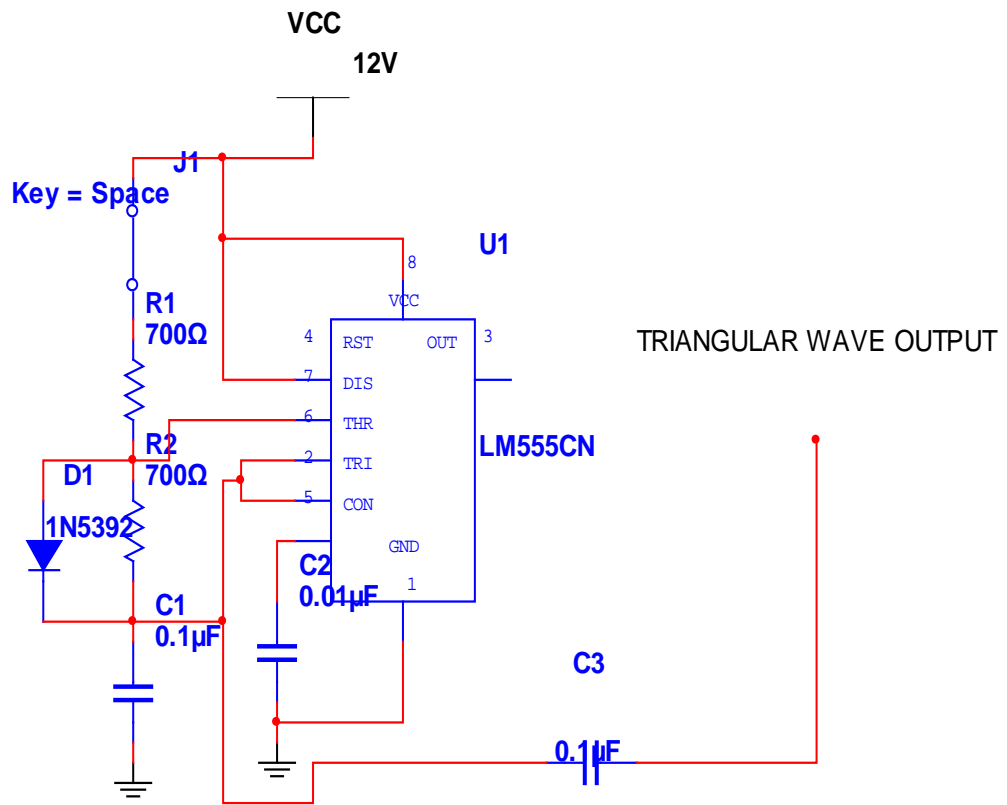 VCC
12V
J1
Key = Space
U1
8
VCC
R1
700Ω
4
RST
OUT
3
TRIANGULAR WAVE OUTPUT
7
DIS
6
THR
R2
700Ω
LM555CN
D1
2
TRI
5
CON
1N5392
GND
C2
0.01µF
1
C1
0.1µF
C3
0.1µF